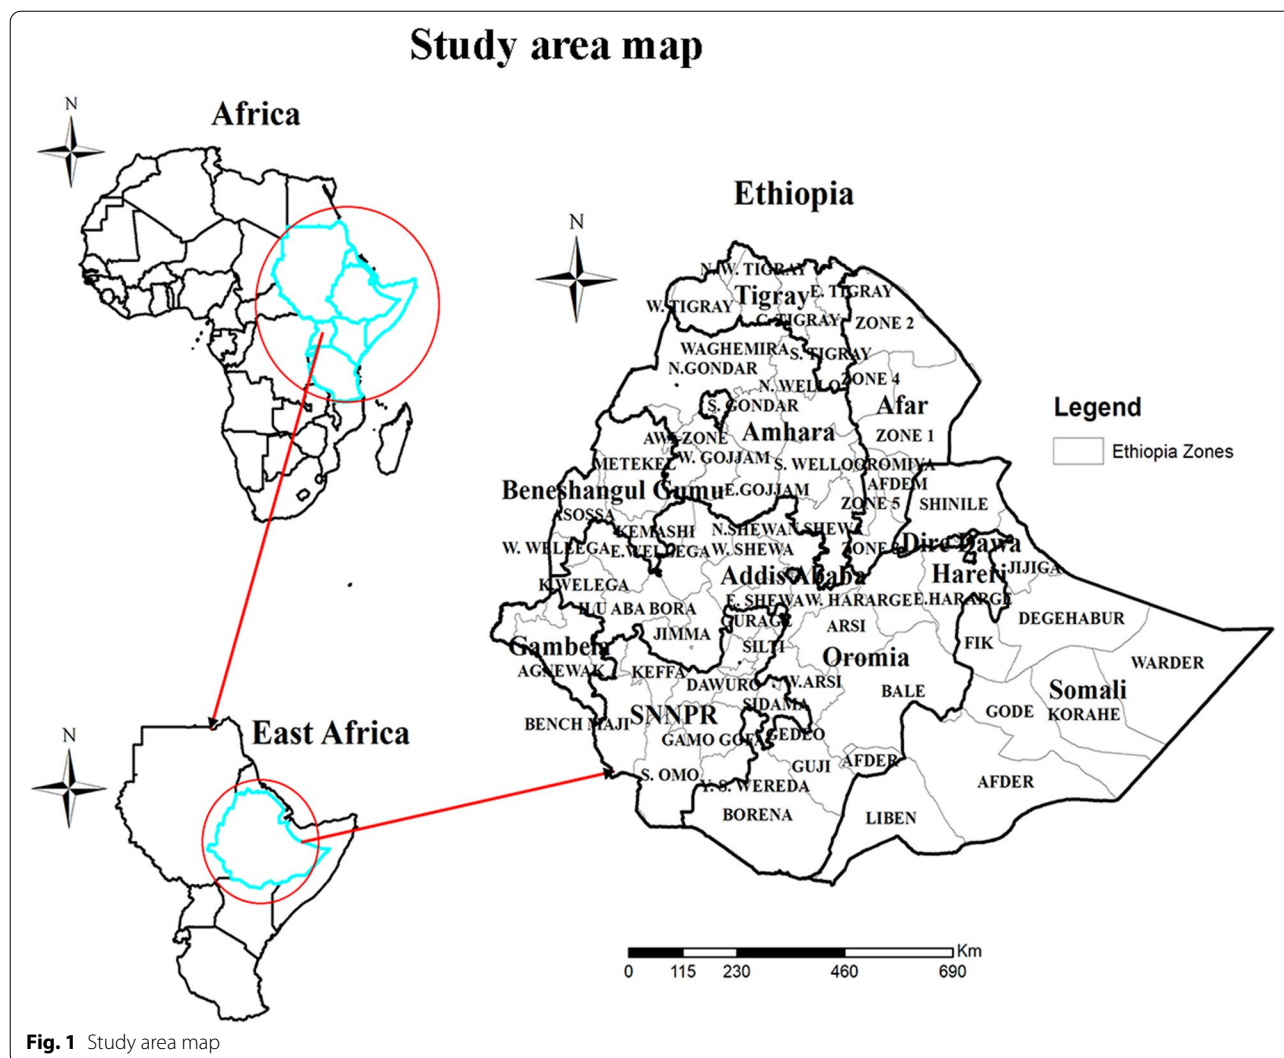 Study area map
Africa
N
Ethiopia
N
N.W. TIGRAY
Tigray
E. TIGRAY
W. TIGRAY
C. TIGRAY
ZONE 2
WAGHEMIRA
S. TIGRAY
N.GONDAR
N. WELLO
ZONE 4
S. GONDAR
Afar
Legend
Amhara
ZONE 1
AWI ZONE
Ethiopia Zones
METEKEL
W. GOJJAM
S. WELLO
OROMIYA
AFDEM
Beneshangul Gumu
E.GOJJAM
SHINILE
ASOSSA
ZONE 5
KEMASHI
N.SHEWA
N.SHEWA
W. WELEEGA
E.WELEEGA
W. SHEWA
ZONE 3
Dire Dawa
JIJIGA
Addis Ababa
Hareri
K.WELEGA
E. SHEWA
W. HARARGE
E.HARARGE
ILU ABA BORA
GURAGE
ARSI
DEGEHABUR
JIMMA
SILTI
FIK
Gambela
Oromia
WARDER
AGNEWAK
KEFFA
DAWURO
W.ARSI
BALE
Somali
SIDAMA
GODE
KORAHE
BENCH MAJI
SNNPR
GAMO GOFA
GEDEO
East Africa
N
S. OMO
GUJI
AFDER
AFDER
Y. S. WEREDA
BORENA
LIBEN
Km
0 115 230 460 690
Fig. 1 Study area map